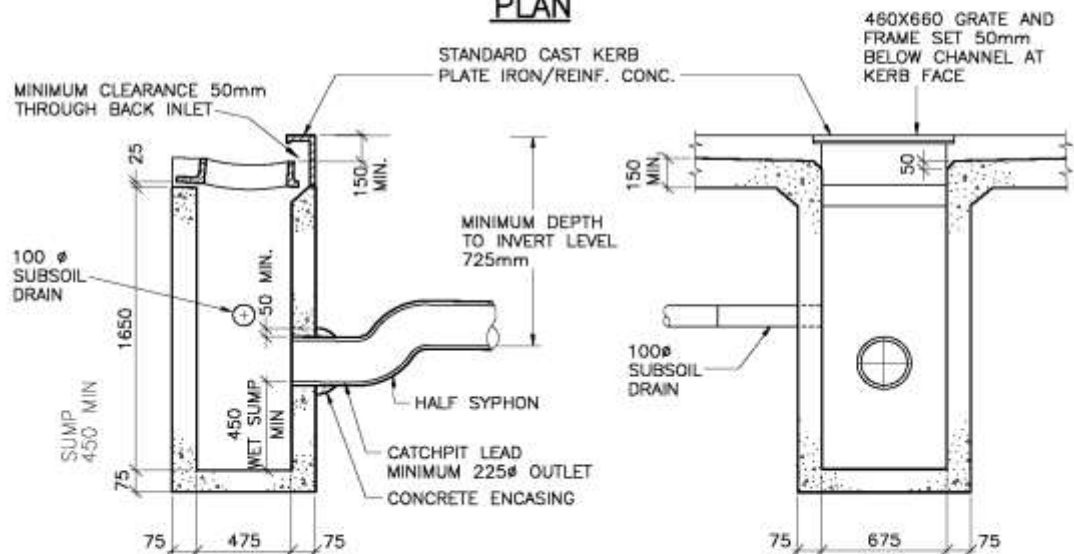 PLAN
STANDARD CAST KERB
PLATE IRON/REINF. CONC.
460X660 GRATE AND
FRAME SET 50mm
BELOW CHANNEL AT
KERB FACE
MINIMUM CLEARANCE 50mm
THROUGH BACK INLET
25
150
MIN.
150
MIN.
50
MINIMUM DEPTH
TO INVERT LEVEL
725mm
100 ø
SUBSOIL
DRAIN
50 MIN.
1650
100ø
SUBSOIL
DRAIN
SUMP
450 MIN
450
WET SUMP
MIN
HALF SYPHON
CATCHPIT LEAD
MINIMUM 225ø OUTLET
CONCRETE ENCASING
75
75
475
75
75
675
75